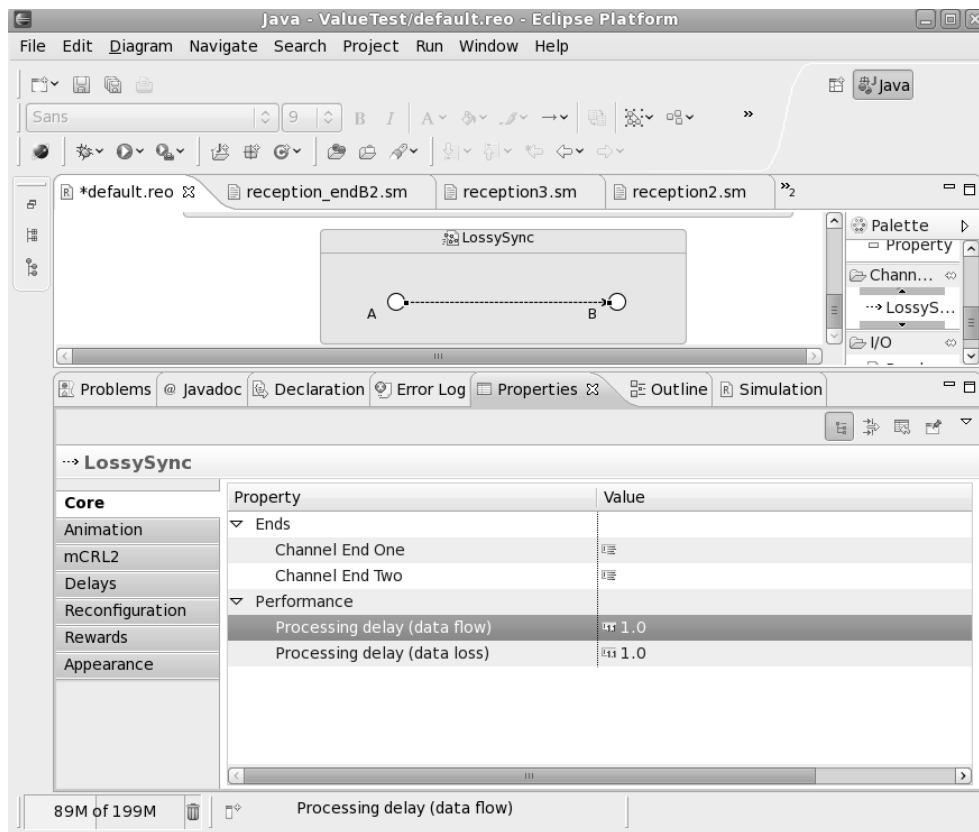 Java - ValueTest/default.reo - Eclipse Platform
File Edit Diagram Navigate Search Project Run Window Help
Java
Sans 9 B I A »
*default.reo reception_endB2.sm reception3.sm reception2.sm »2
LossySync
A B
Palette
Property
Chann...
LossyS...
I/O
Problems @ Javadoc Declaration Error Log Properties Outline Simulation
LossySync
Core
Animation
mCRL2
Delays
Reconfiguration
Rewards
Appearance
Property Value
Ends
Channel End One
Channel End Two
Performance
Processing delay (data flow) 1.0
Processing delay (data loss) 1.0
89M of 199M Processing delay (data flow)